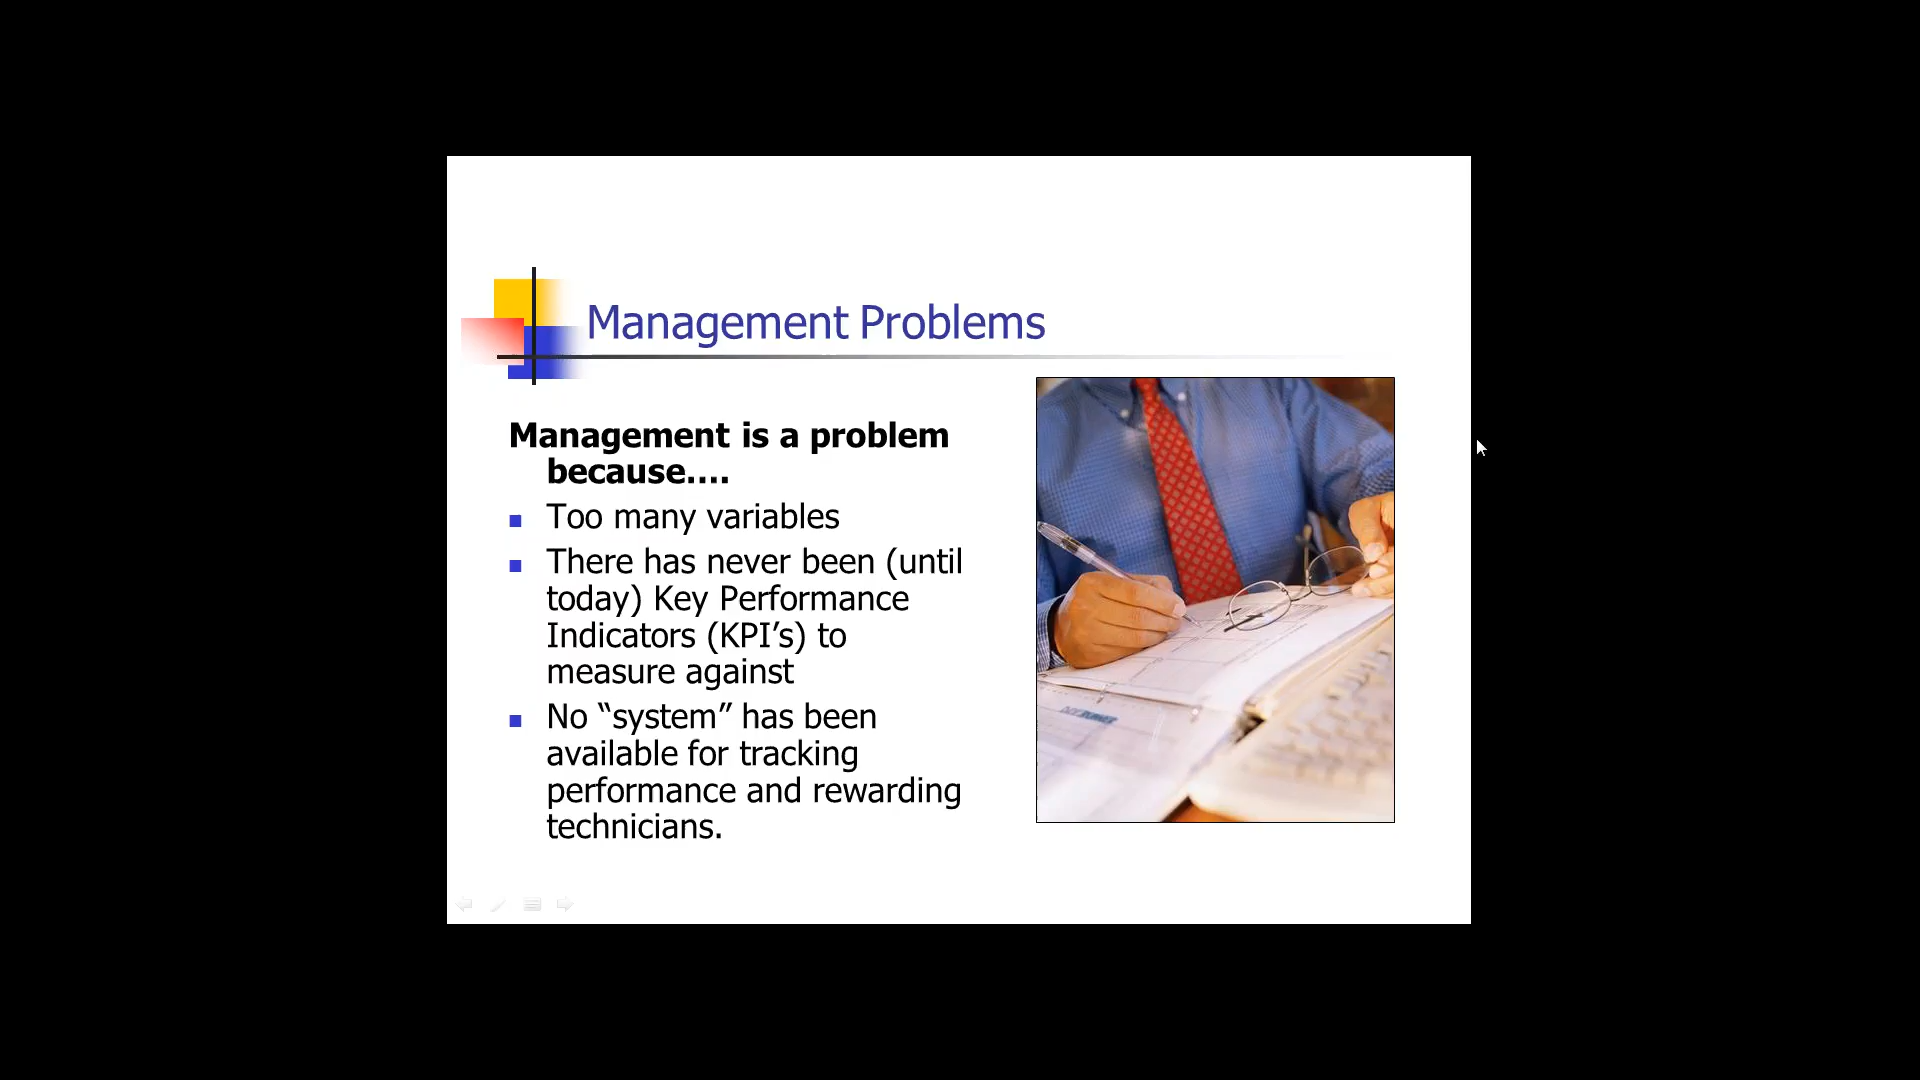 Management Problems
Management is a problem
because....
Too many variables
There has never been (until
today) Key Performance
Indicators (KPI’s) to
measure against
No “system” has been
available for tracking
performance and rewarding
technicians.